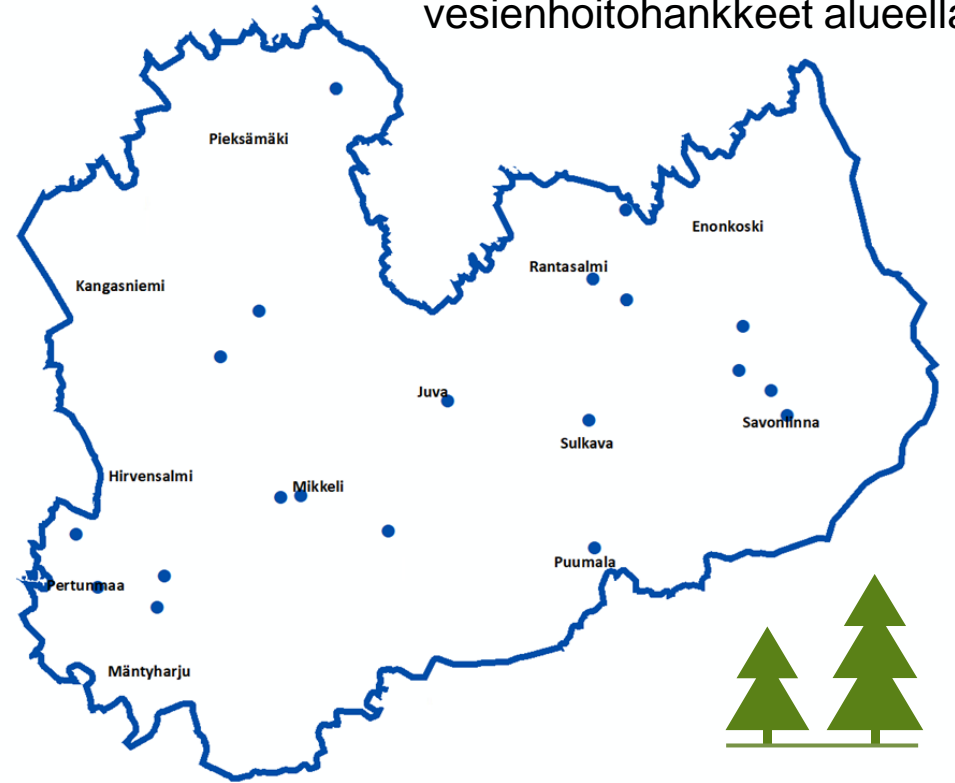 vesienhoitohankkeet alueella
Pieksämäki
Enonkoski
Rantasalmi
Kangasniemi
Juva
Savonlinna
Sulkava
Hirvensalmi
Mikkeli
Puumala
Pertunmaa
Mäntyharju